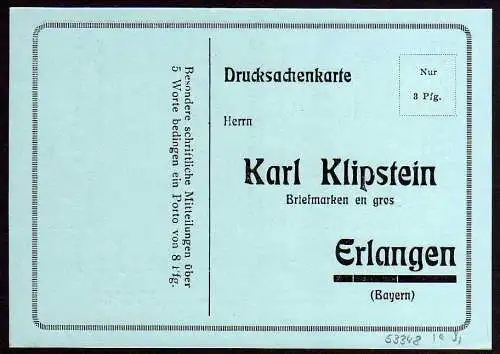 Besondere schriftliche Mitteilungen über
5 Worte bedingen ein Porto von 8 Pfg.
Drucksachenkarte
Nur
3 Pfg.
Herrn
Karl Klipstein
Briefmarken en gros
Erlangen
(Bayern)
53348